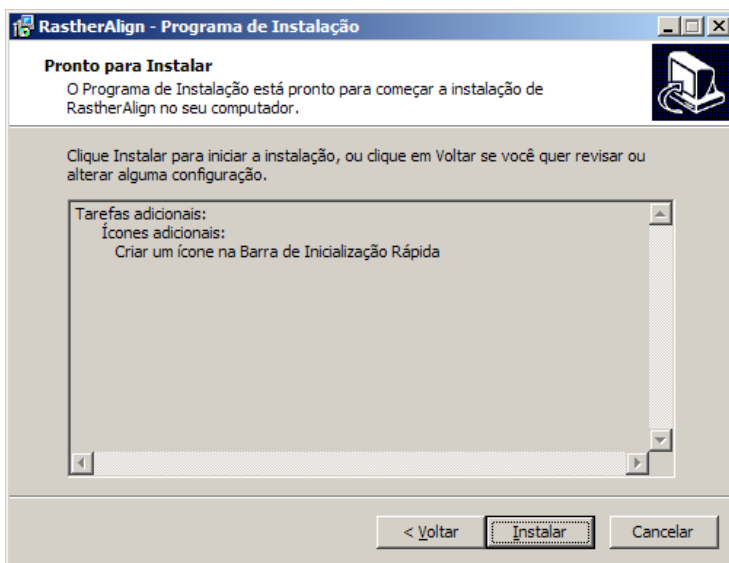 RastherAlign - Programa de Instalação
Pronto para Instalar
O Programa de Instalação está pronto para começar a instalação de
RastherAlign no seu computador.
Clique Instalar para iniciar a instalação, ou clique em Voltar se você quer revisar ou
alterar alguma configuração.
Tarefas adicionais:
Ícones adicionais:
Criar um ícone na Barra de Inicialização Rápida
< Voltar
Instalar
Cancelar